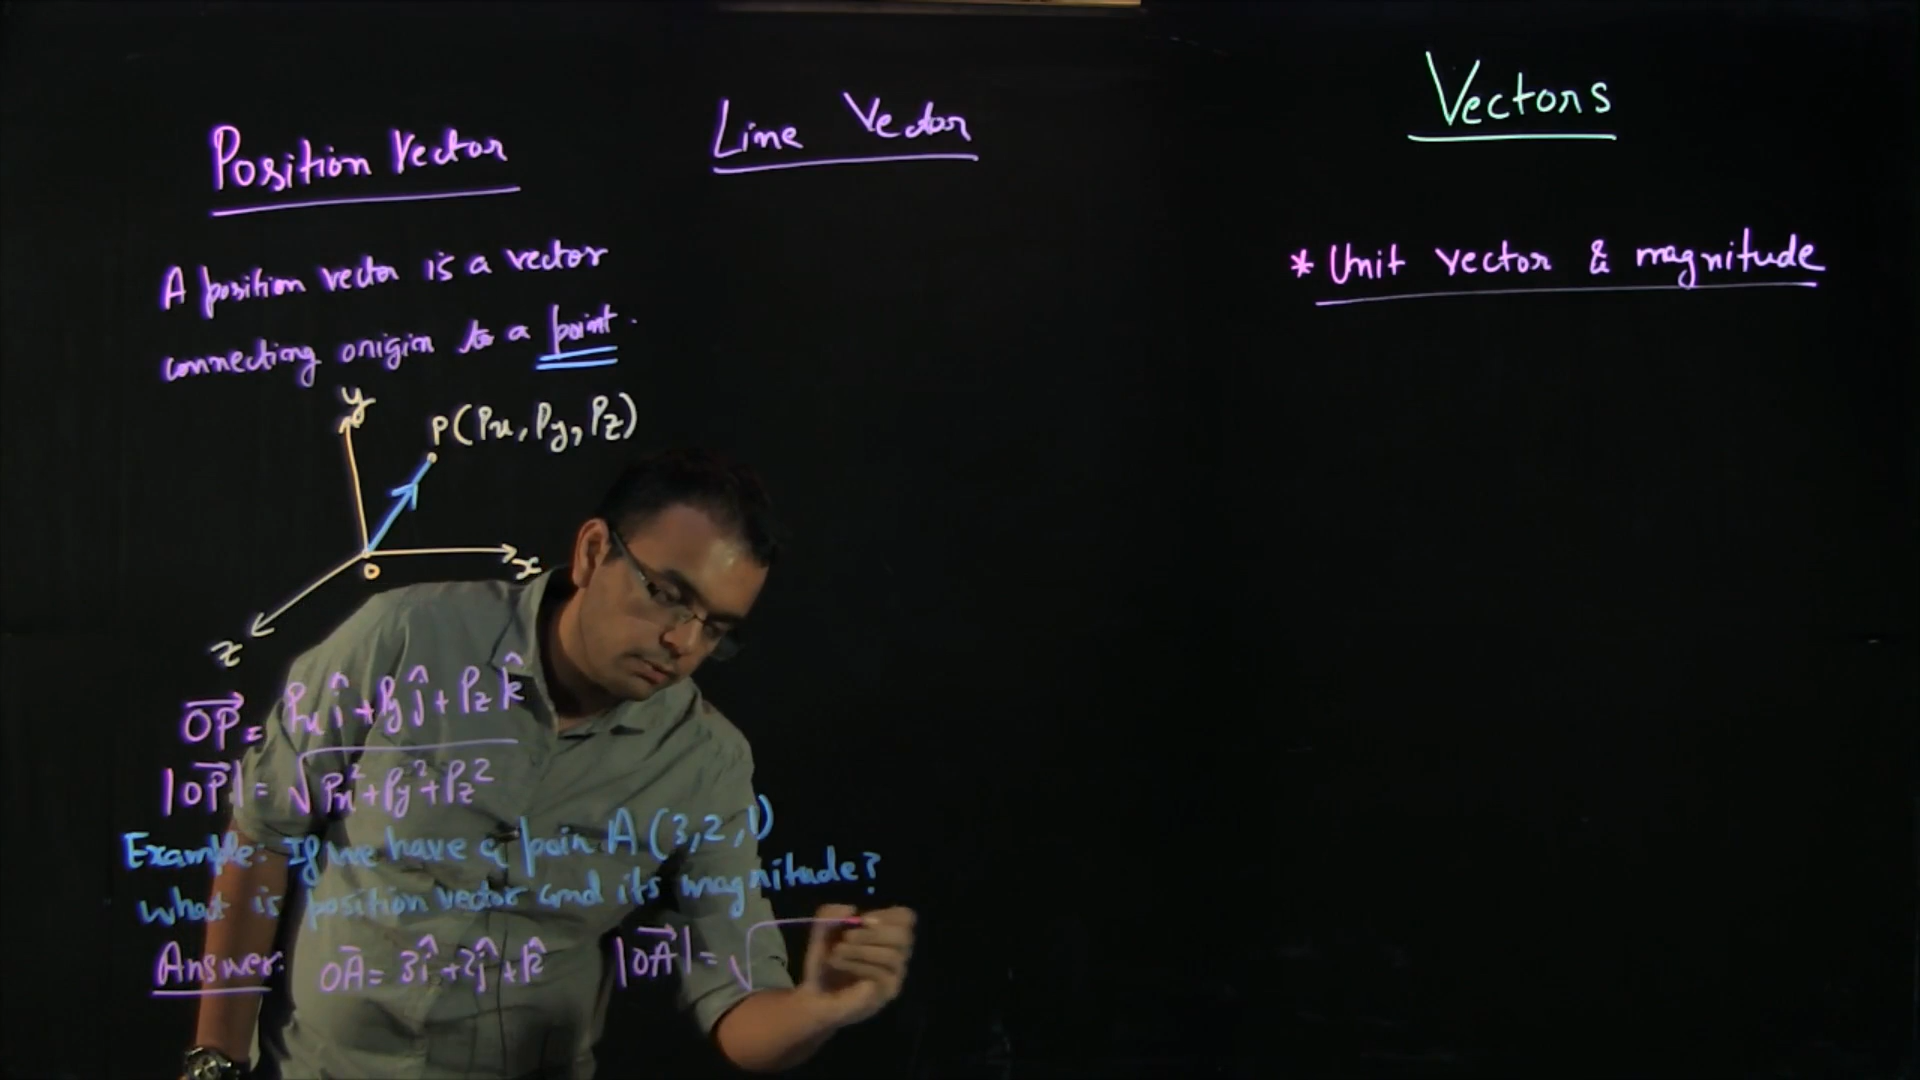 Vectors
Position Vector
Line Vector
* Unit vector & magnitude
A position vector is a vector
connecting origin to a point.
y
P(Px, Py, Pz)
O
x
z
OP⃗ = Px î + Py ĵ + Pz k̂
|OP⃗| = √Px² + Py² + Pz²
Example: If we have a poin A (3,2,1)
what is position vector and its magnitude?
Answer: OA̅ = 3î + 2ĵ + k̂ |OA⃗| = √